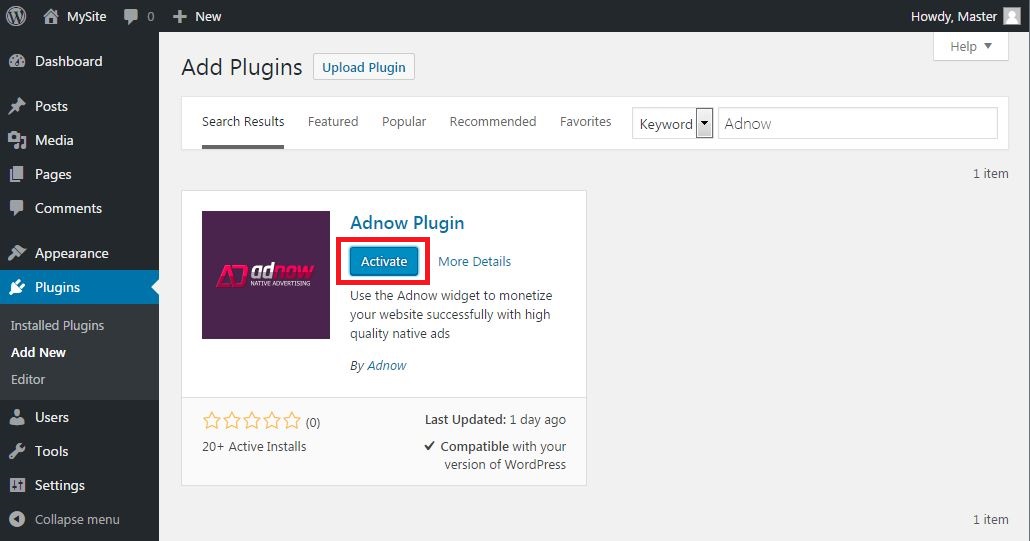 MySite 0 New Howdy, Master
Help
Dashboard
Posts
Media
Pages
Comments
Appearance
Plugins
Installed Plugins
Add New
Editor
Users
Tools
Settings
Collapse menu
Add Plugins Upload Plugin
Search Results Featured Popular Recommended Favorites Keyword Adnow
1 item
AD adnow
NATIVE ADVERTISING
Adnow Plugin
Activate More Details
Use the Adnow widget to monetize
your website successfully with high
quality native ads
By Adnow
(0)
20+ Active Installs
Last Updated: 1 day ago
Compatible with your
version of WordPress
1 item